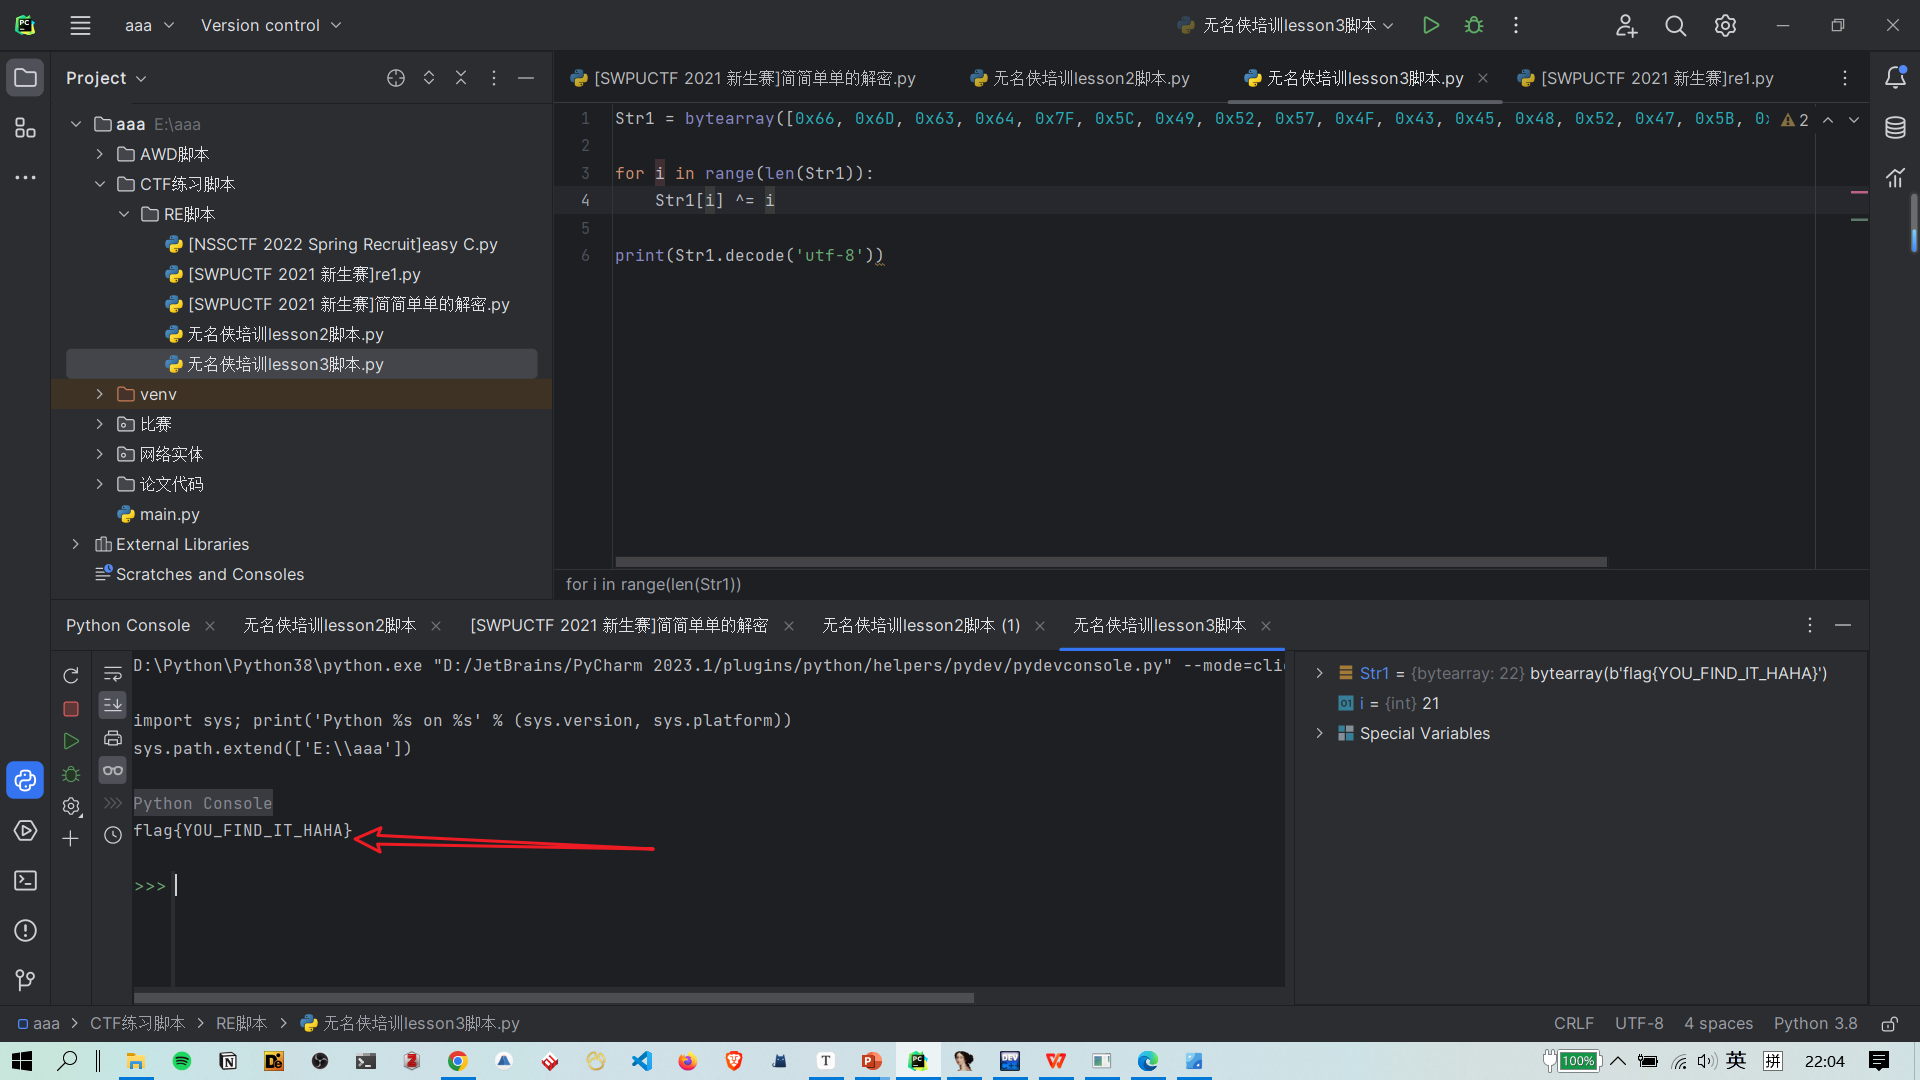 aaa
Version control
无名侠培训lesson3脚本
Project
[SWPUCTF 2021 新生赛]简简单单的解密.py
无名侠培训lesson2脚本.py
无名侠培训lesson3脚本.py
[SWPUCTF 2021 新生赛]re1.py
aaa E:\aaa
AWD脚本
CTF练习脚本
RE脚本
[NSSCTF 2022 Spring Recruit]easy C.py
[SWPUCTF 2021 新生赛]re1.py
[SWPUCTF 2021 新生赛]简简单单的解密.py
无名侠培训lesson2脚本.py
无名侠培训lesson3脚本.py
venv
比赛
网络实体
论文代码
main.py
External Libraries
Scratches and Consoles
1 Str1 = bytearray([0x66, 0x6D, 0x63, 0x64, 0x7F, 0x5C, 0x49, 0x52, 0x57, 0x4F, 0x43, 0x45, 0x48, 0x52, 0x47, 0x5B, 0x
2
2
3 for i in range(len(Str1)):
4 Str1[i] ^= i
5
6 print(Str1.decode('utf-8'))
for i in range(len(Str1))
Python Console
无名侠培训lesson2脚本
[SWPUCTF 2021 新生赛]简简单单的解密
无名侠培训lesson2脚本 (1)
无名侠培训lesson3脚本
D:\Python\Python38\python.exe "D:/JetBrains/PyCharm 2023.1/plugins/python/helpers/pydev/pydevconsole.py" --mode=cli
import sys; print('Python %s on %s' % (sys.version, sys.platform))
sys.path.extend(['E:\\aaa'])
Python Console
flag{YOU_FIND_IT_HAHA}
>>>
Str1 = {bytearray: 22} bytearray(b'flag{YOU_FIND_IT_HAHA}')
i = {int} 21
Special Variables
aaa > CTF练习脚本 > RE脚本 > 无名侠培训lesson3脚本.py
CRLF
UTF-8
4 spaces
Python 3.8
100%
英
拼
22:04